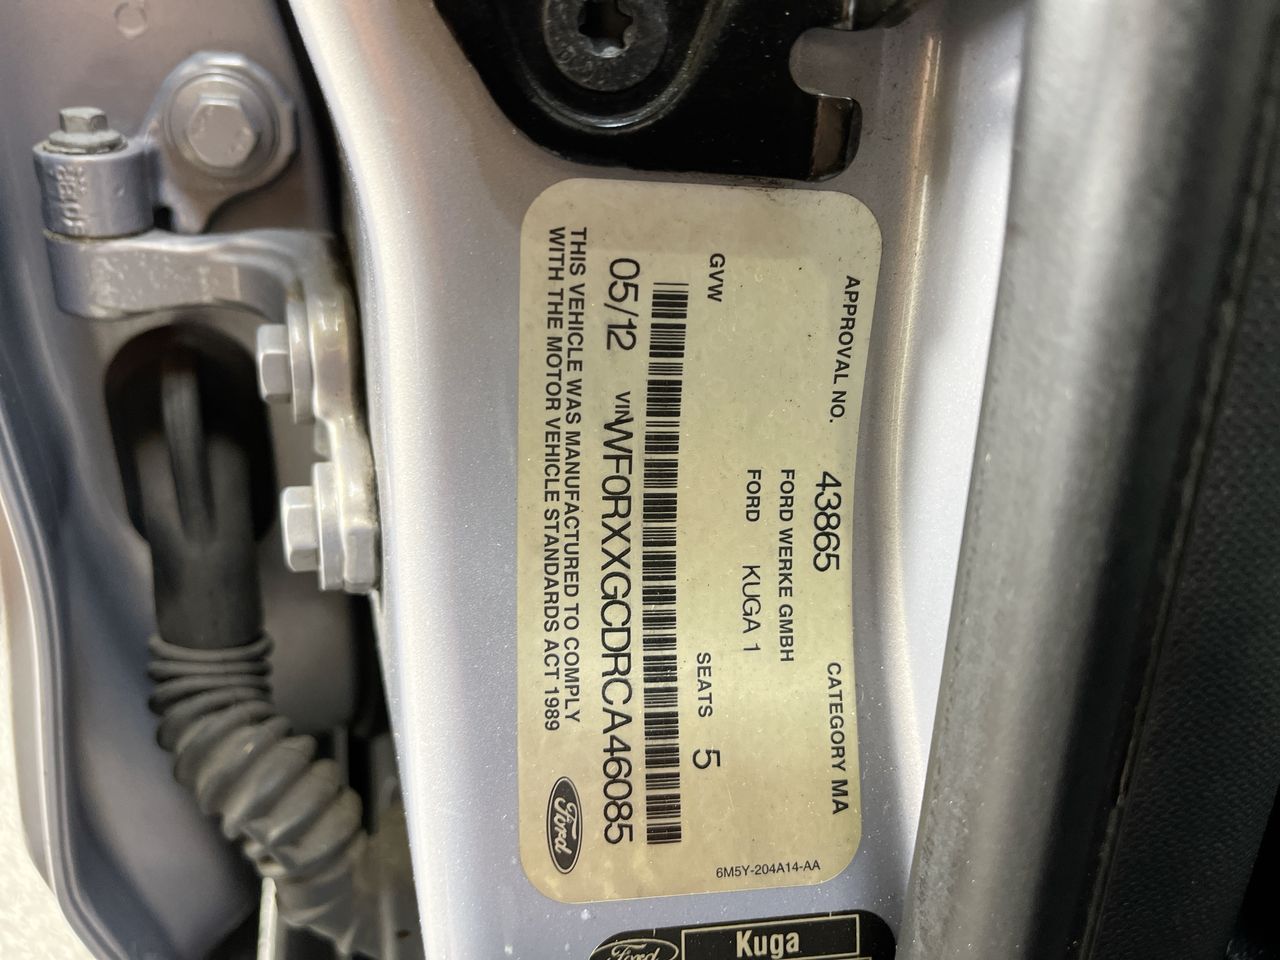 APPROVAL NO. 43865 CATEGORY MA
FORD WERKE GMBH
FORD KUGA 1
GVW SEATS 5
05/12 VIN WF0RXXGCDRCA46085
THIS VEHICLE WAS MANUFACTURED TO COMPLY
WITH THE MOTOR VEHICLE STANDARDS ACT 1989
Ford
6M5Y-204A14-AA
Ford
Kuga